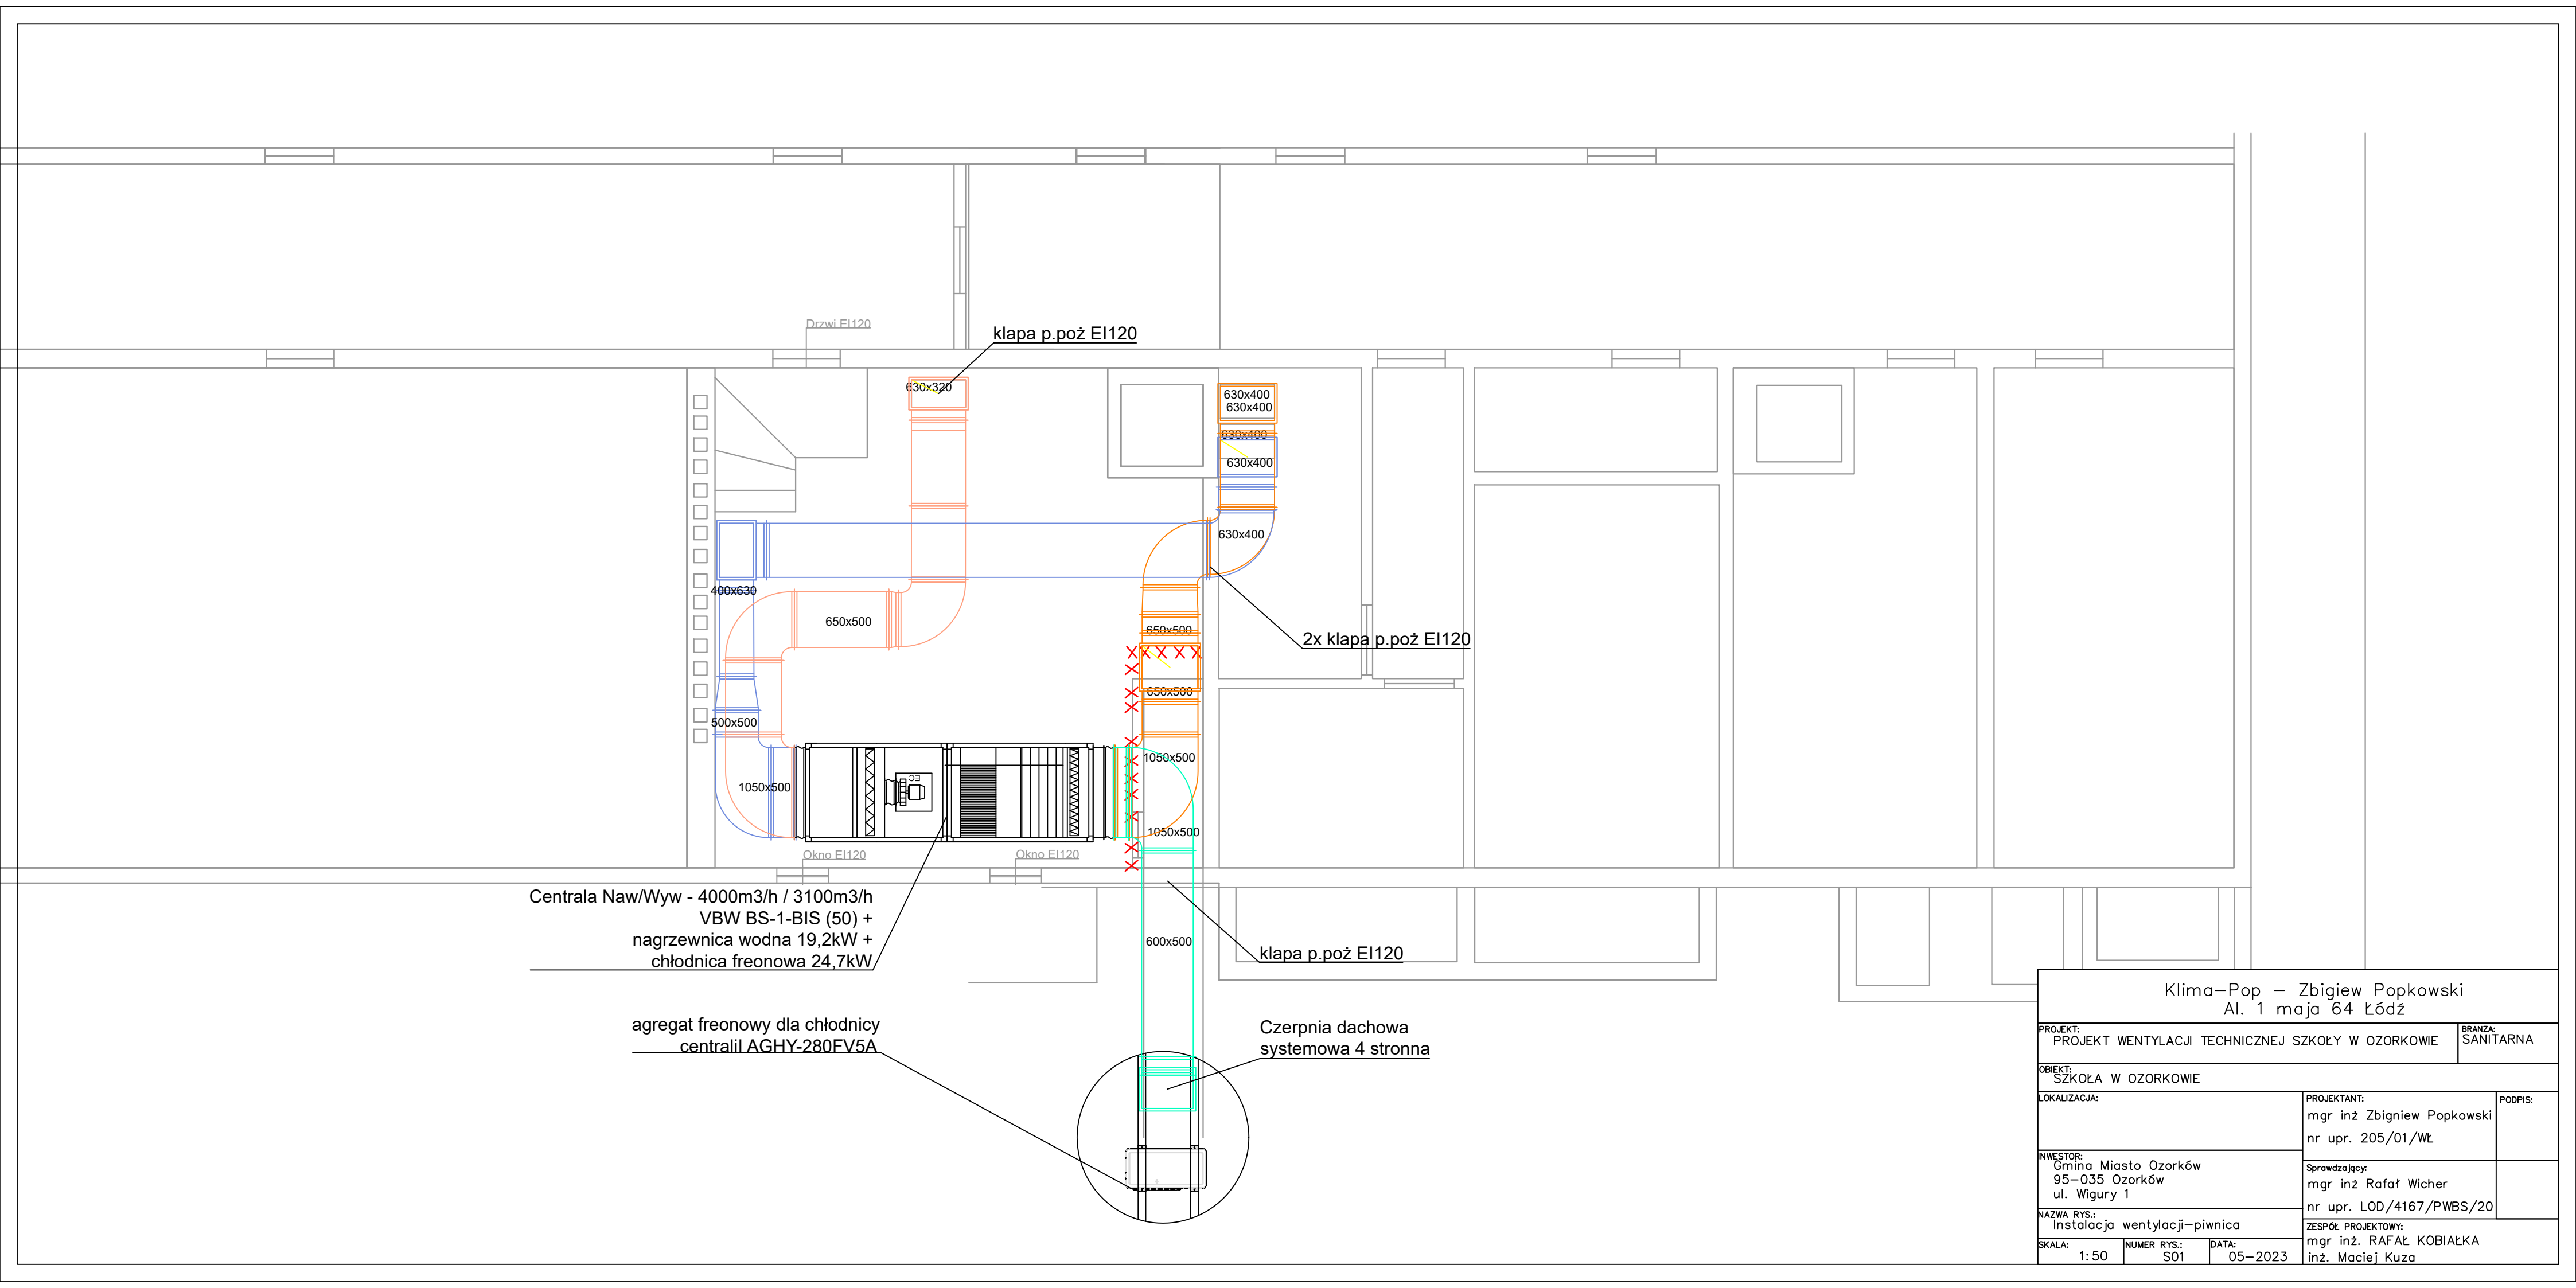 Drzwi EI120
klapa p.poż EI120
630x320
630x400
630x400
630x400
630x400
630x400
400x630
650x500
650x500
2x klapa p.poż EI120
650x500
500x500
1050x500
1050x500
EC
1050x500
Okno EI120
Okno EI120
Centrala Naw/Wyw - 4000m3/h / 3100m3/h
VBW BS-1-BIS (50) +
nagrzewnica wodna 19,2kW +
chłodnica freonowa 24,7kW
600x500
klapa p.poż EI120
agregat freonowy dla chłodnicy
centralil AGHY-280FV5A
Czerpnia dachowa
systemowa 4 stronna
Klima-Pop - Zbigiew Popkowski
Al. 1 maja 64 Łódź
PROJEKT:
PROJEKT WENTYLACJI TECHNICZNEJ SZKOŁY W OZORKOWIE
BRANZA:
SANITARNA
OBIEKT:
SZKOŁA W OZORKOWIE
LOKALIZACJA:
PROJEKTANT:
mgr inż Zbigniew Popkowski
nr upr. 205/01/WŁ
PODPIS:
INWESTOR:
Gmina Miasto Ozorków
95-035 Ozorków
ul. Wigury 1
Sprawdzający:
mgr inż Rafał Wicher
nr upr. LOD/4167/PWBS/20
NAZWA RYS.:
Instalacja wentylacji-piwnica
ZESPÓŁ PROJEKTOWY:
mgr inż. RAFAŁ KOBIAŁKA
inż. Maciej Kuza
SKALA:
1:50
NUMER RYS.:
S01
DATA:
05-2023